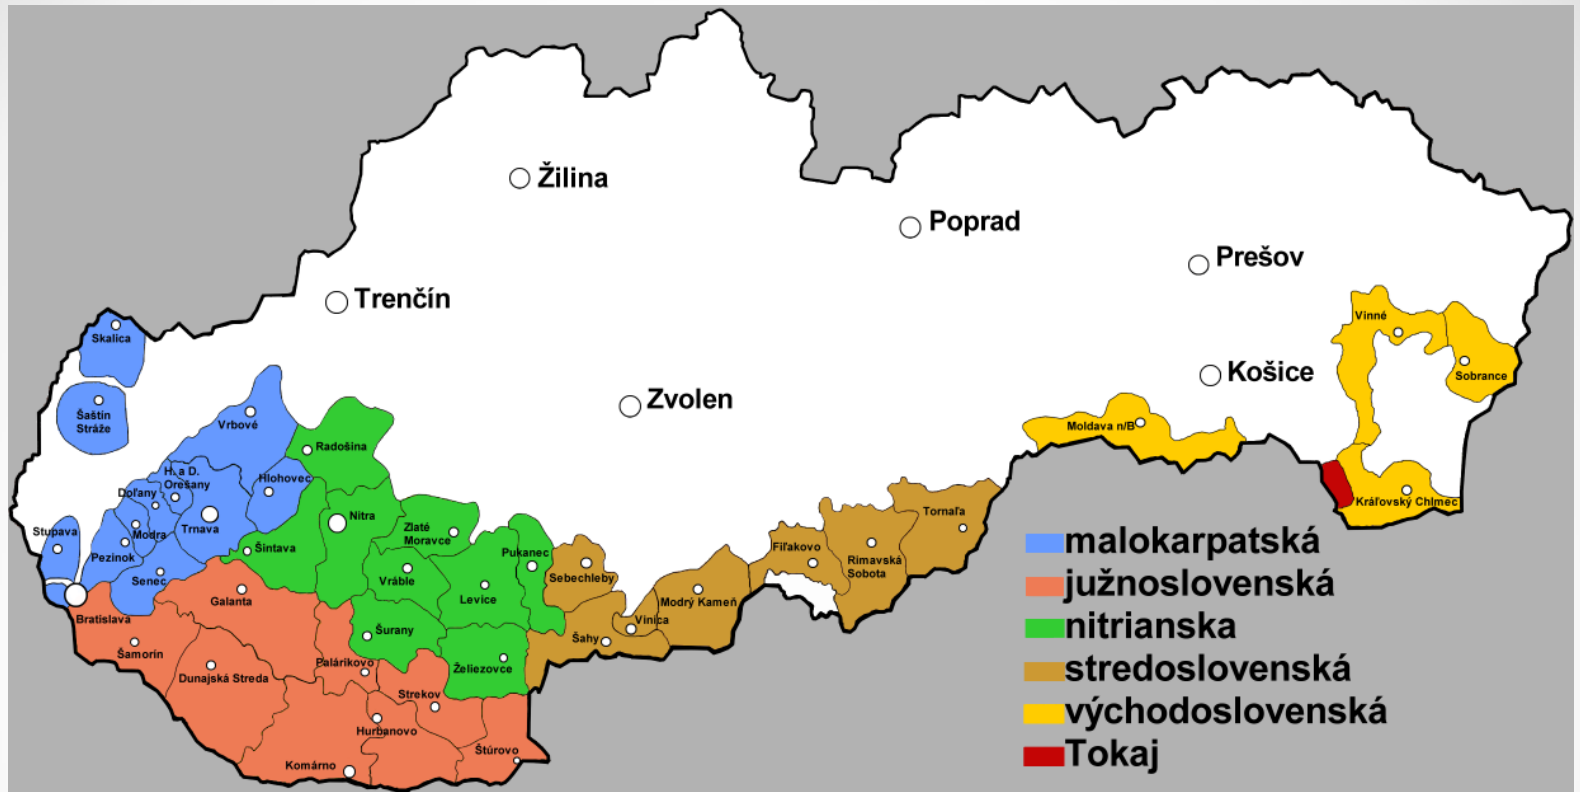 Žilina
Poprad
Prešov
Trenčín
Košice
Zvolen
Skalica
Šaštín
Stráže
Vrbové
Radošina
H. a D.
Orešany
Hlohovec
Doľany
Modra
Trnava
Stupava
Pezinok
Senec
Bratislava
Nitra
Zlaté
Moravce
Šintava
Vráble
Pukanec
Levice
Šurany
Želiezovce
Galanta
Šamorín
Dunajská Streda
Palárikovo
Strekov
Hurbanovo
Komárno
Štúrovo
Sebechleby
Šahy
Vinica
Modrý Kameň
Fiľakovo
Rimavská
Sobota
Tornaľa
Moldava n/B
Vinné
Sobrance
Kráľovský Chlmec
malokarpatská
južnoslovenská
nitrianska
stredoslovenská
východoslovenská
Tokaj